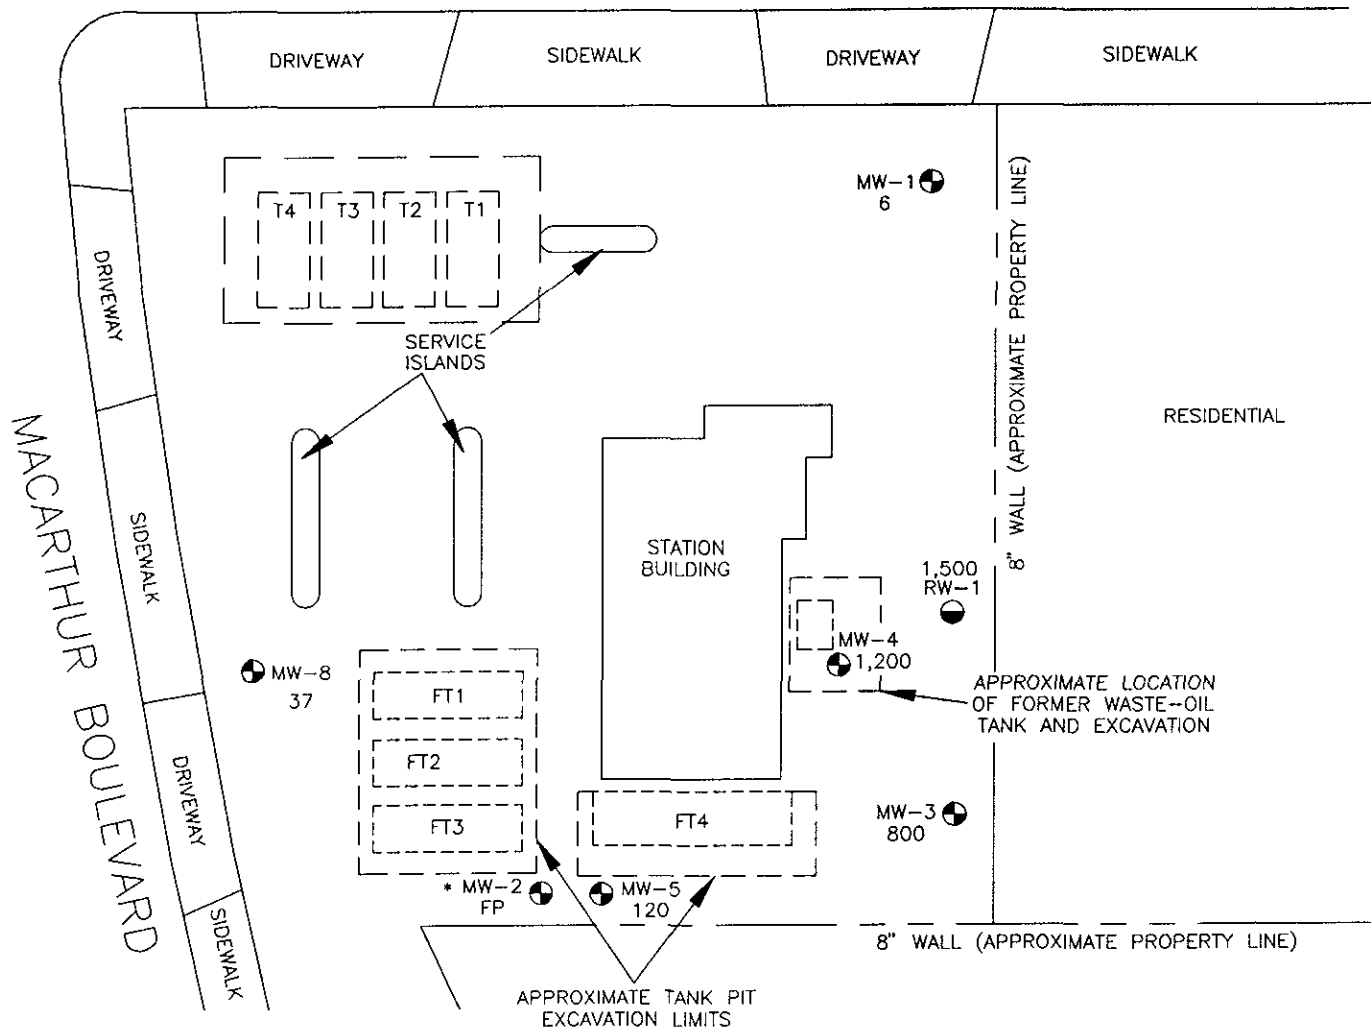 DRIVEWAY
SIDEWALK
DRIVEWAY
SIDEWALK
MW-1
6
T4
T3
T2
T1
8" WALL (APPROXIMATE PROPERTY LINE)
DRIVEWAY
SERVICE
ISLANDS
RESIDENTIAL
MACARTHUR BOULEVARD
SIDEWALK
STATION
BUILDING
1,500
RW-1
MW-4
1,200
MW-8
37
FT1
APPROXIMATE LOCATION
OF FORMER WASTE-OIL
TANK AND EXCAVATION
FT2
DRIVEWAY
FT3
FT4
MW-3
800
* MW-2
FP
MW-5
120
SIDEWALK
8" WALL (APPROXIMATE PROPERTY LINE)
APPROXIMATE TANK PIT
EXCAVATION LIMITS